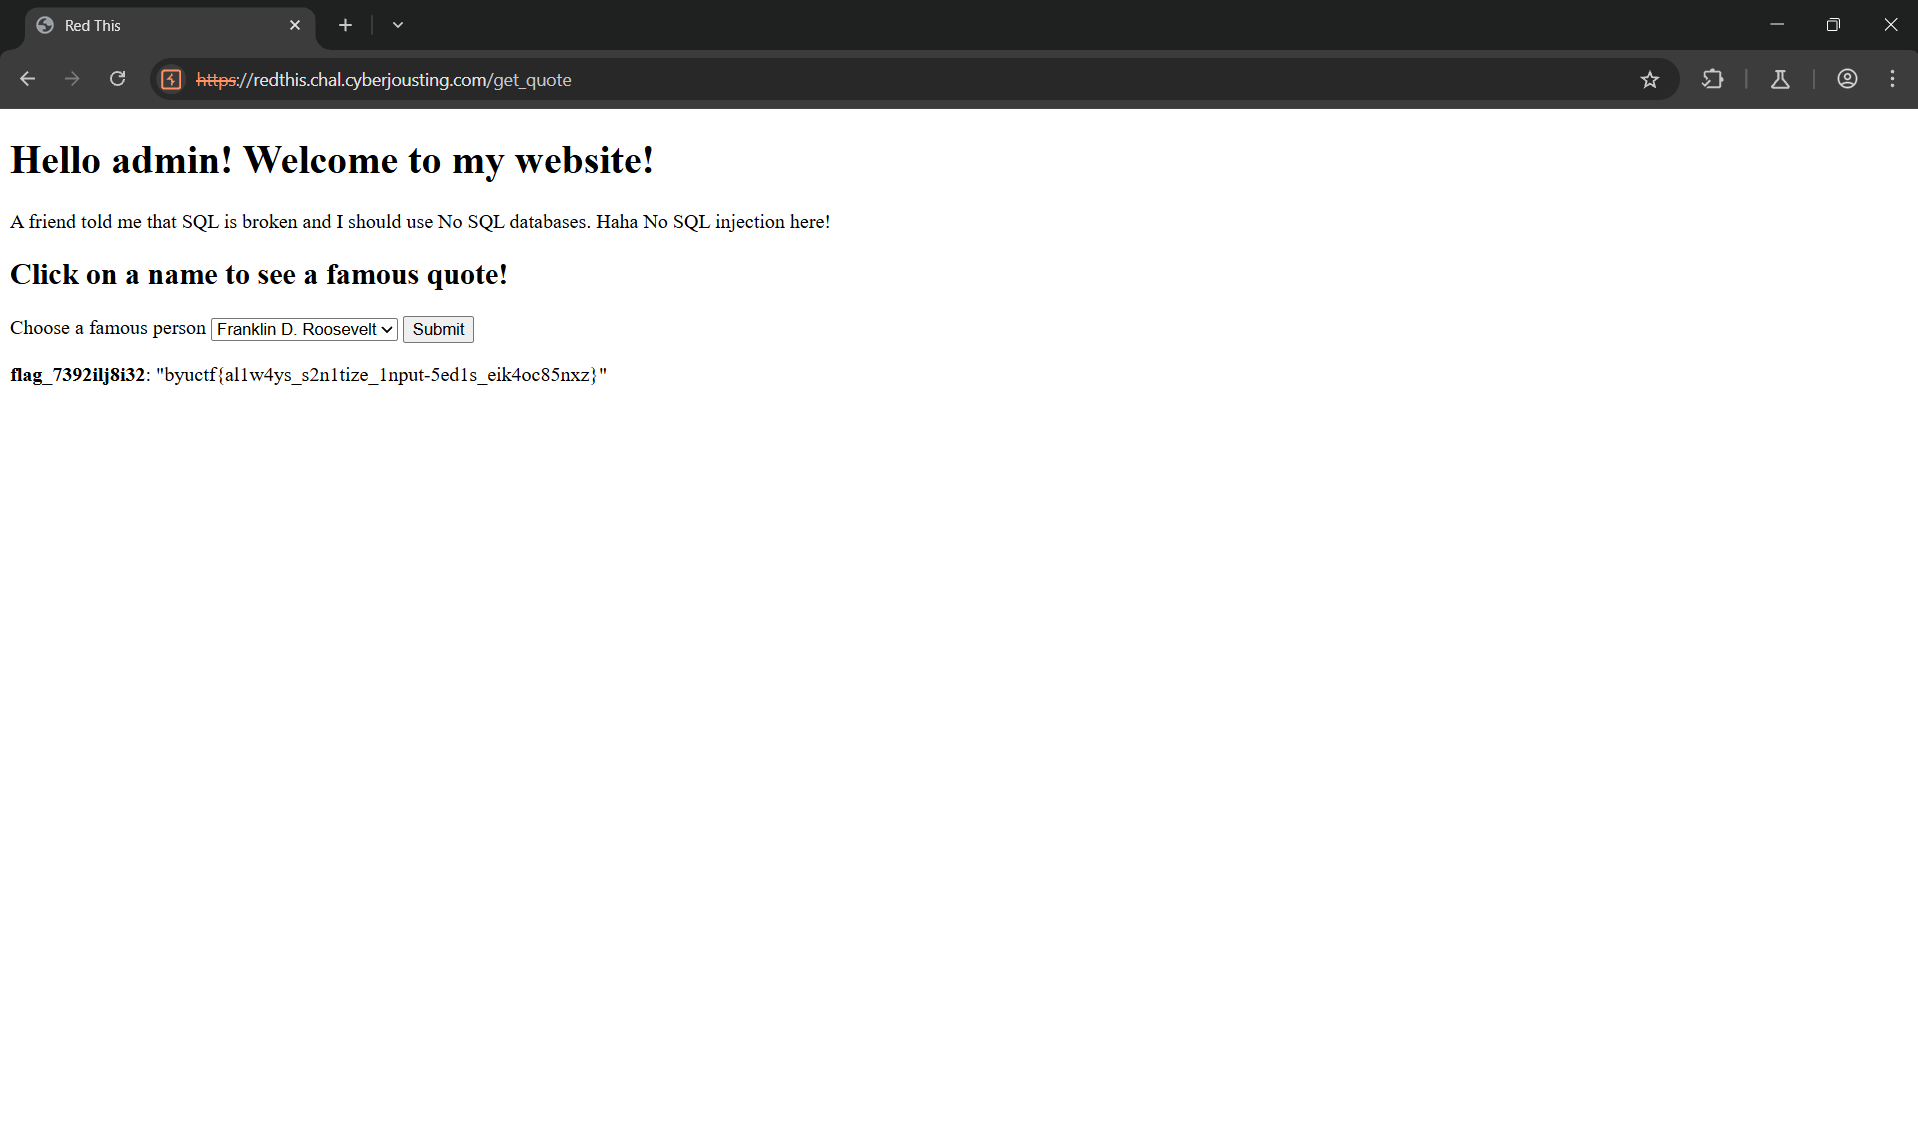 Red This
https://redthis.chal.cyberjousting.com/get_quote
Hello admin! Welcome to my website!
A friend told me that SQL is broken and I should use No SQL databases. Haha No SQL injection here!
Click on a name to see a famous quote!
Choose a famous person Franklin D. Roosevelt Submit
flag_7392ilj8i32: "byuctf{al1w4ys_s2n1tize_1nput-5ed1s_eik4oc85nxz}"